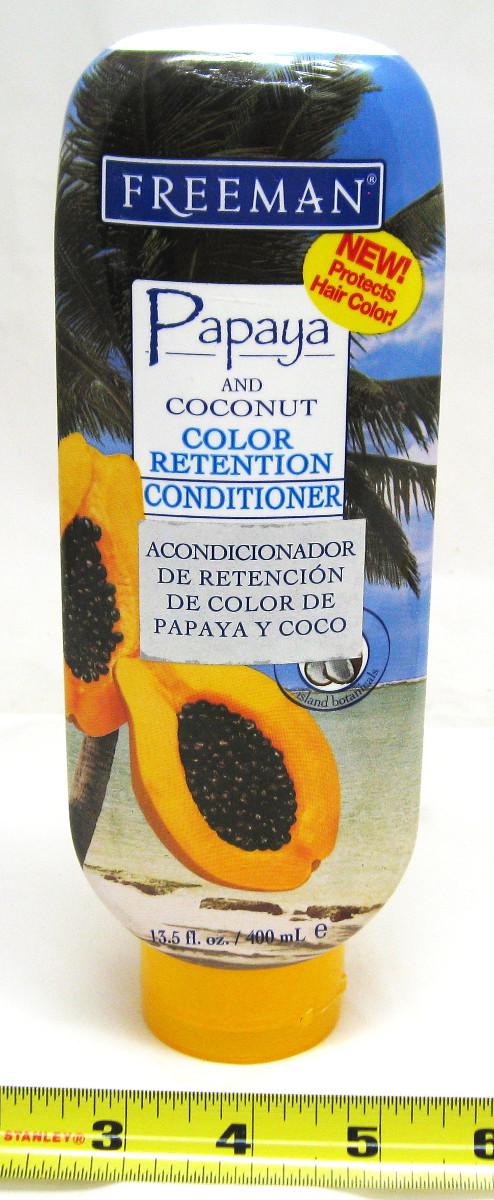 FREEMAN®
NEW!
Protects
Hair Color!
Papaya
AND
COCONUT
COLOR
RETENTION
CONDITIONER
ACONDICIONADOR
DE RETENCIÓN
DE COLOR DE
PAPAYA Y COCO
island botanicals
13.5 fl. oz. / 400 mL e
STANLEY® 3 4 5 6